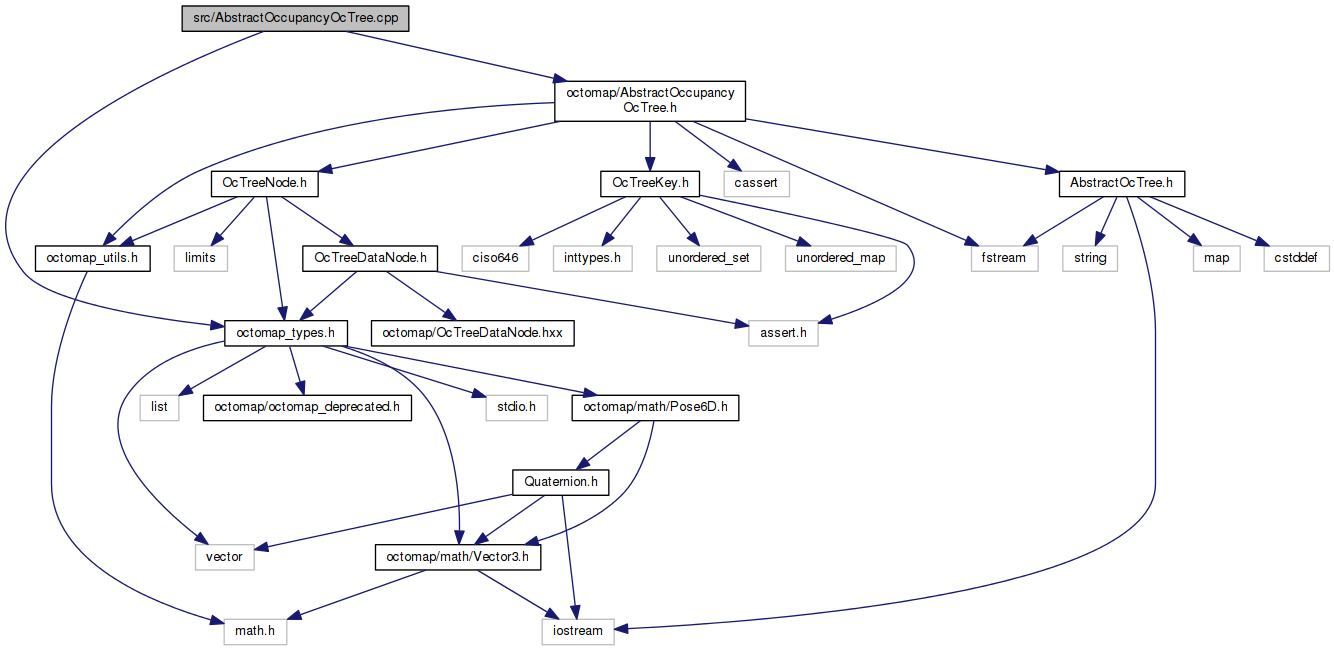 src/AbstractOccupancyOcTree.cpp
octomap/AbstractOccupancy
OcTree.h
OcTreeNode.h
OcTreeKey.h
cassert
AbstractOcTree.h
octomap_utils.h
limits
OcTreeDataNode.h
ciso646
inttypes.h
unordered_set
unordered_map
fstream
string
map
cstddef
octomap_types.h
octomap/OcTreeDataNode.hxx
assert.h
list
octomap/octomap_deprecated.h
stdio.h
octomap/math/Pose6D.h
Quaternion.h
vector
octomap/math/Vector3.h
math.h
iostream